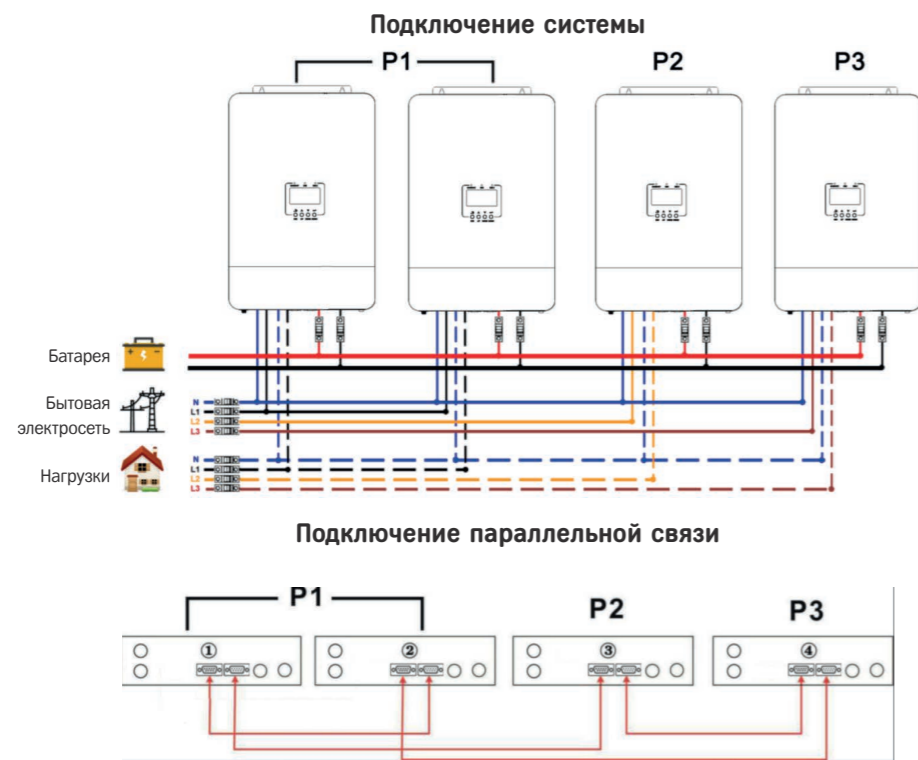 Подключение системы
P1
P2
P3
Батарея
Бытовая
электросеть
N
L1
L2
L3
Нагрузки
N
L1
L2
L3
Подключение параллельной связи
P1
P2
P3
①
②
③
④